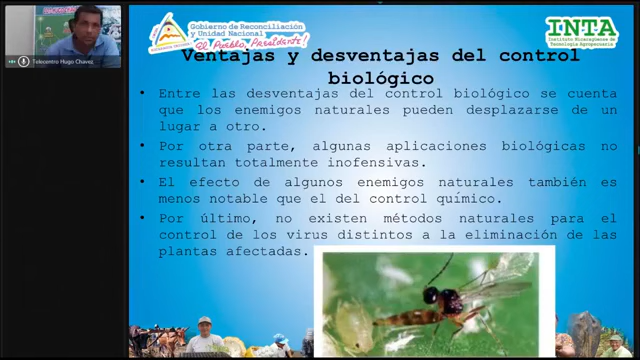 Gobierno de Reconciliación
y Unidad Nacional
El Pueblo, Presidente!
INTA
Instituto Nicaragüense de
Tecnología Agropecuaria
Telecentro Hugo Chavez
Ventajas y desventajas del control
biológico
• Entre las desventajas del control biológico se cuenta
que los enemigos naturales pueden desplazarse de un
lugar a otro.
• Por otra parte, algunas aplicaciones biológicas no
resultan totalmente inofensivas.
• El efecto de algunos enemigos naturales también es
menos notable que el del control químico.
• Por último, no existen métodos naturales para el
control de los virus distintos a la eliminación de las
plantas afectadas.